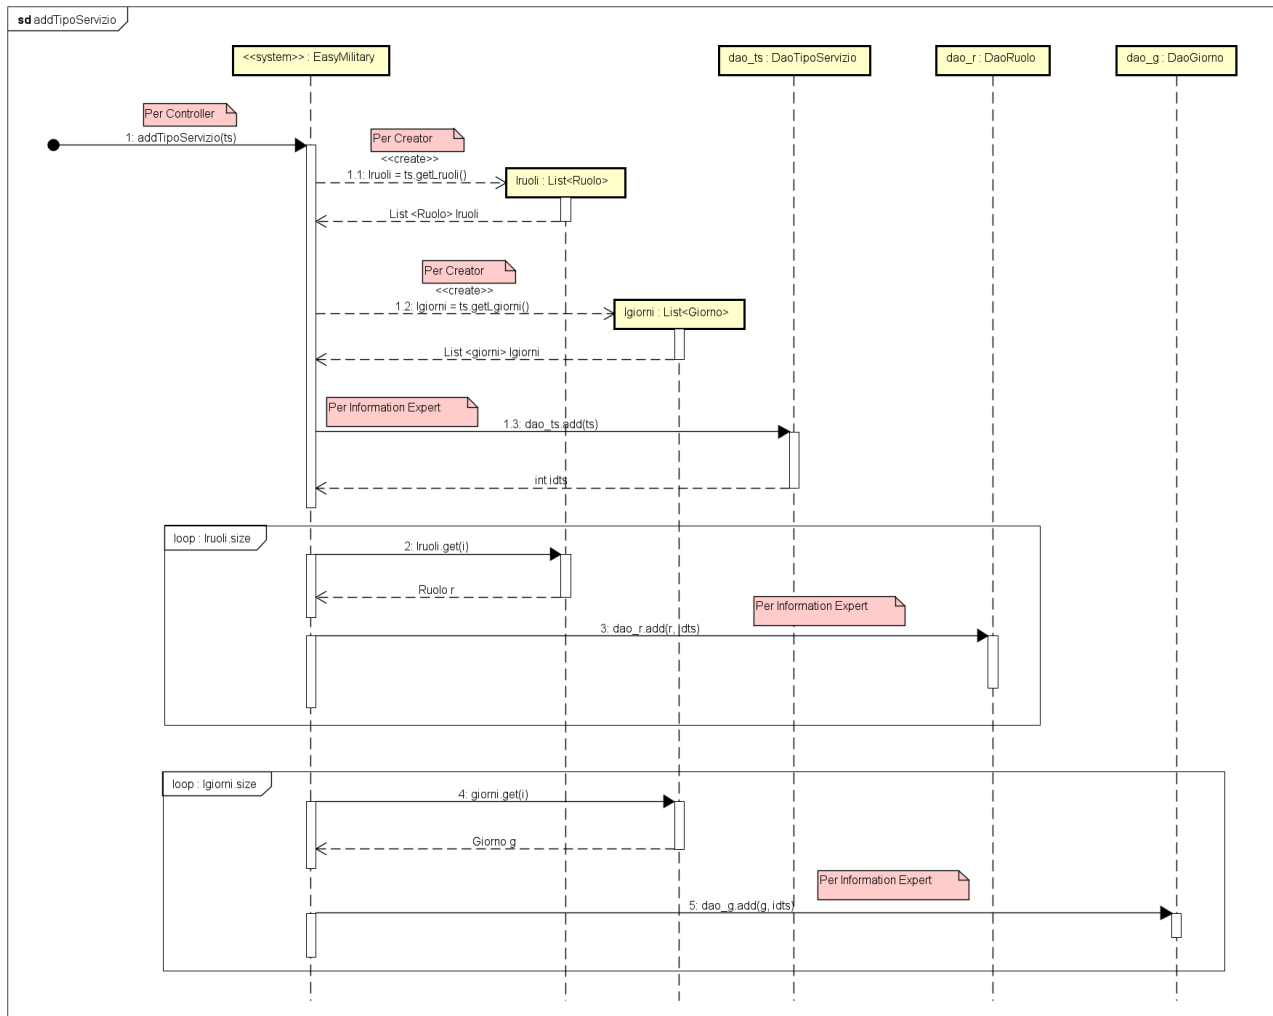 sd addTipoServizio
<<system>> : EasyMilitary
dao_ts : DaoTipoServizio
dao_r : DaoRuolo
dao_g : DaoGiorno
Per Controller
1: addTipoServizio(ts)
Per Creator
<<create>>
1.1: lruoli = ts.getLruoli()
lruoli : List<Ruolo>
List <Ruolo> lruoli
Per Creator
<<create>>
1.2: lgiorni = ts.getLgiorni()
lgiorni : List<Giorno>
List <giorni> lgiorni
Per Information Expert
1.3: dao_ts.add(ts)
int idts
loop : lruoli.size
2: lruoli.get(i)
Ruolo r
Per Information Expert
3: dao_r.add(r, idts)
loop : lgiorni.size
4: giorni.get(i)
Giorno g
Per Information Expert
5: dao_g.add(g, idts)